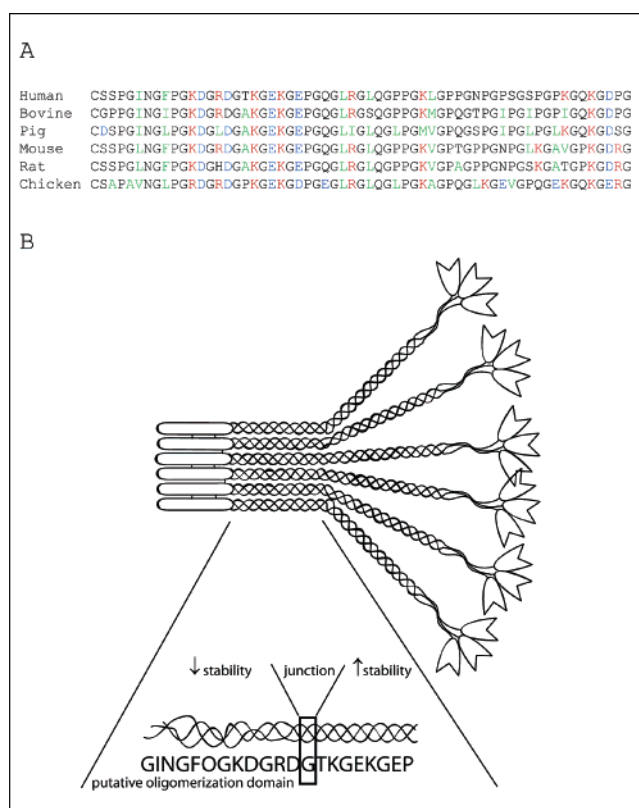 A
Human CSSPGINGFPGKDGRDGTKGEKGEPGQGLRGLQGPPGKLGPPGNPGPSGSPGPKGQKGDPG
Bovine CGPPGINGIPGKDGRDGAKGEKGEPGQGLRGSQGPPGKMGPQGTPGIPGIPGPIGQKGDPG
Pig CDSPGINGLPGKDGLDGAKGEKGEPGQGLIGLQGLPGMVGPQGSPGIPGLPGLKGQKGDSG
Mouse CSSPGLNGFPGKDGRDGAKGEKGEPGQGLRGLQGPPGKVGPTGPPGNPGLKGAVGPKGDRG
Rat CSSPGLNGFPGKDGHDGAKGEKGEPGQGLRGLQGPPGKVGPAGPPGNPGSKGATGPKGDRG
Chicken CSAPAVNGLPGRDGRDGPKGEKGDPGEGLRGLQGLPGKAGPQGLKGEVGPQGEKGQKGERG
B
↓stability junction ↑stability
GINGFOGKDGRDGTKGEKGEP
putative oligomerization domain